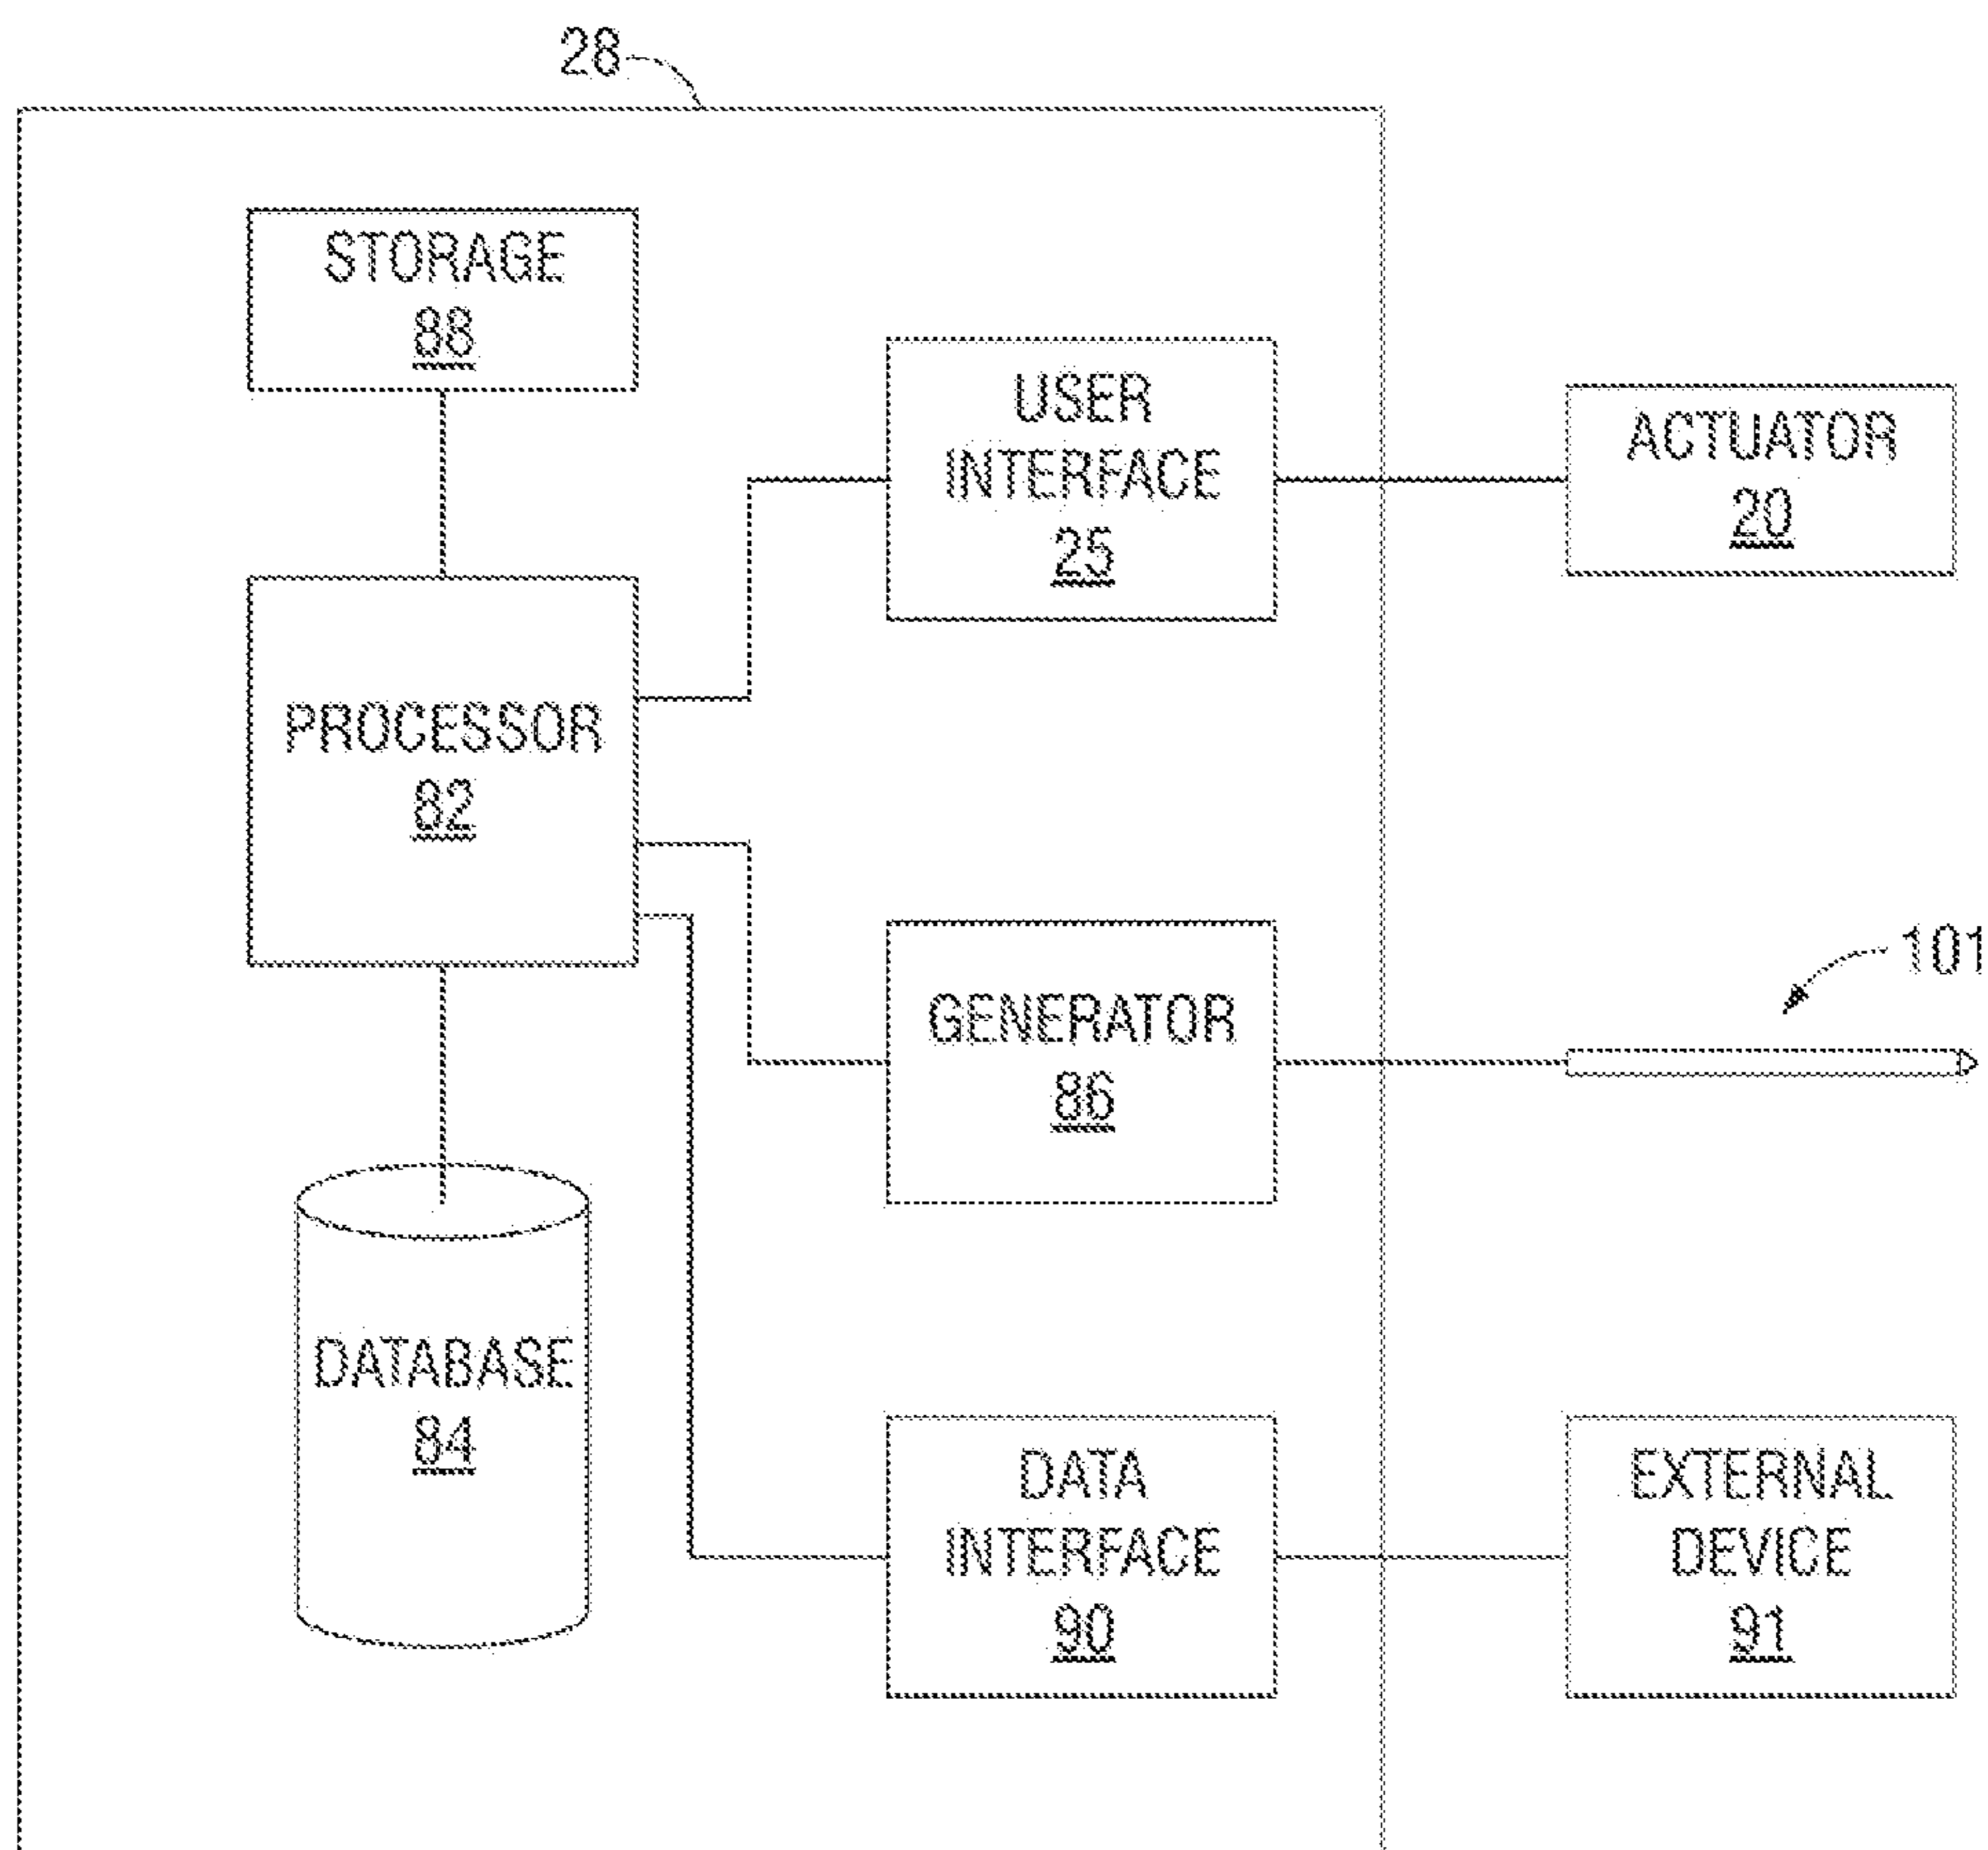 28
STORAGE
88
USER
INTERFACE
25
ACTUATOR
20
PROCESSOR
82
101
GENERATOR
86
DATABASE
84
DATA
INTERFACE
90
EXTERNAL
DEVICE
91